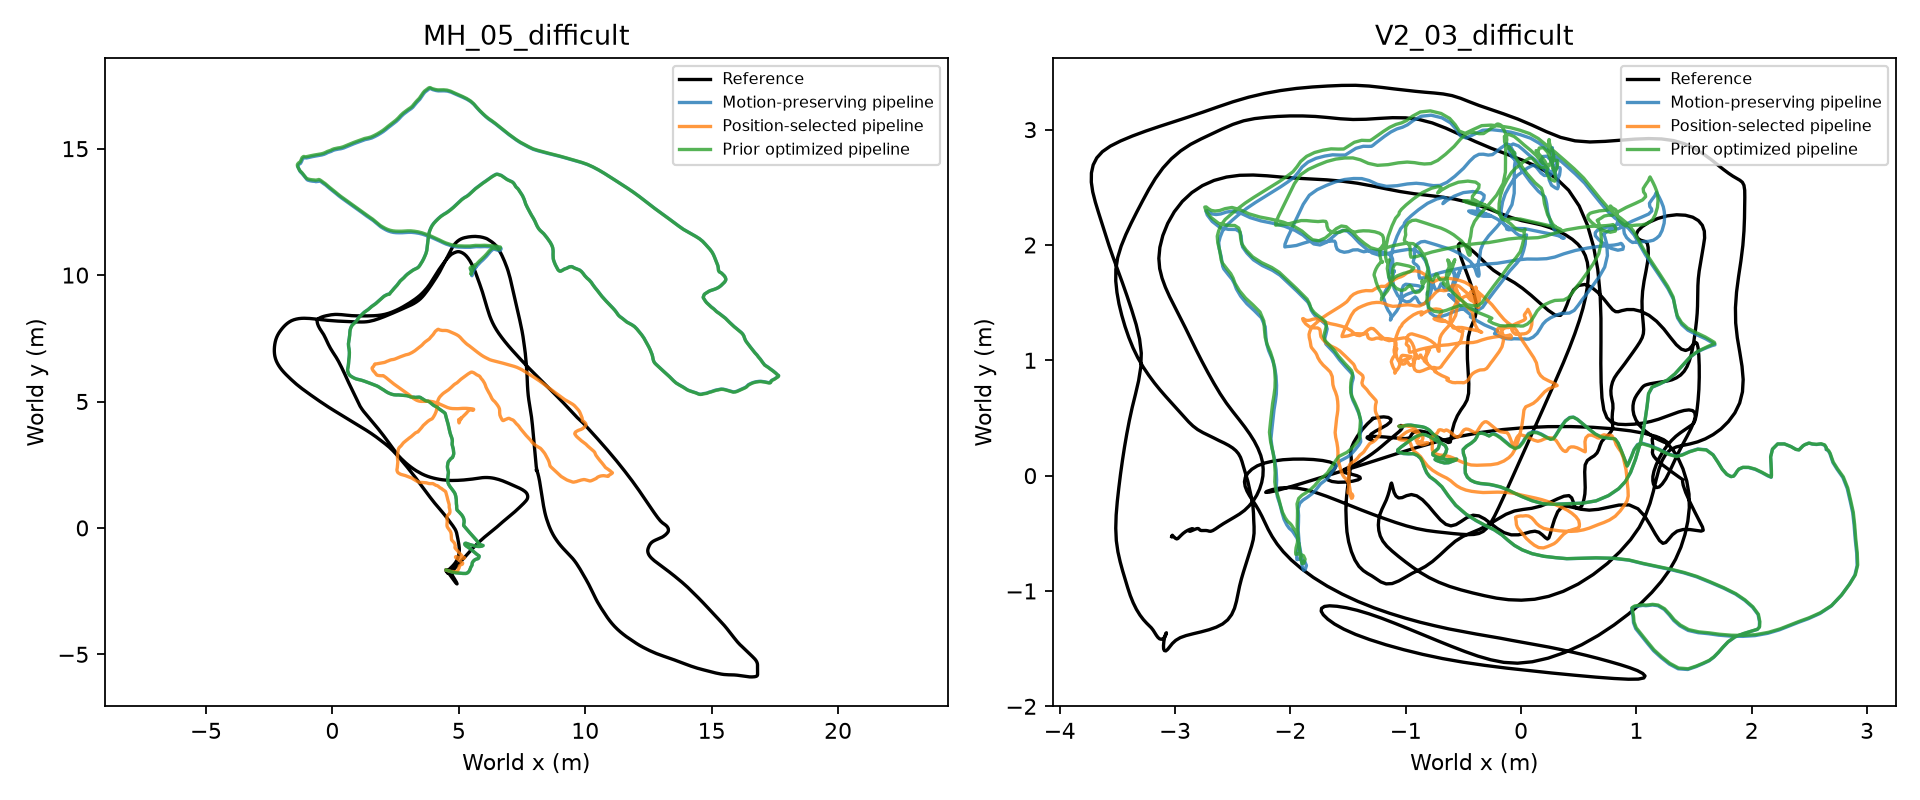 MH_05_difficult
Reference
Motion-preserving pipeline
Position-selected pipeline
Prior optimized pipeline
World y (m)
15
10
5
0
−5
−5
0
5
10
15
20
World x (m)
V2_03_difficult
Reference
Motion-preserving pipeline
Position-selected pipeline
Prior optimized pipeline
World y (m)
3
2
1
0
−1
−2
−4
−3
−2
−1
0
1
2
3
World x (m)